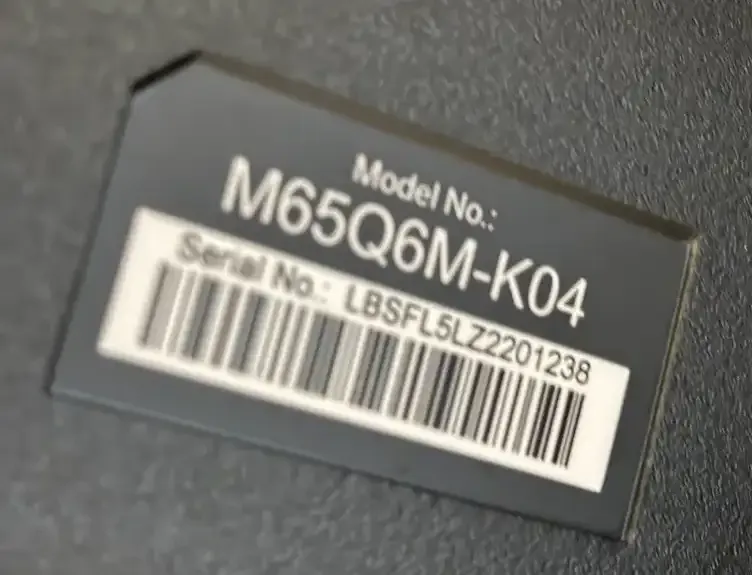 Model No.:
M65Q6M-K04
Serial No.: LBSFL5LZ2201238